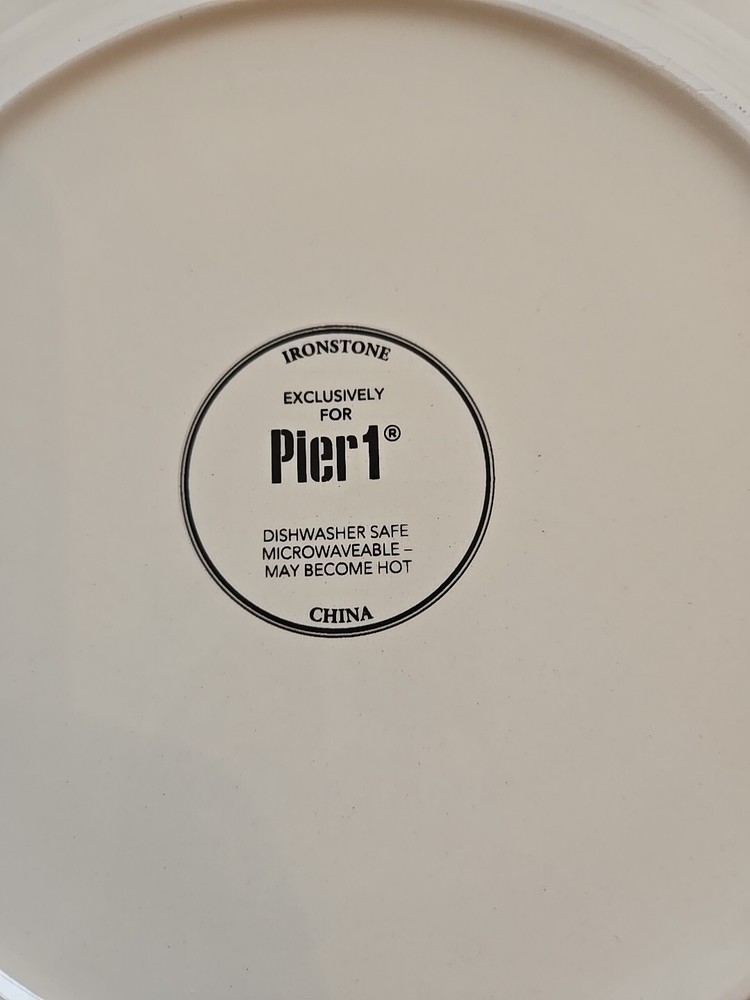 IRONSTONE
EXCLUSIVELY
FOR
Pier1®
DISHWASHER SAFE
MICROWAVEABLE –
MAY BECOME HOT
CHINA